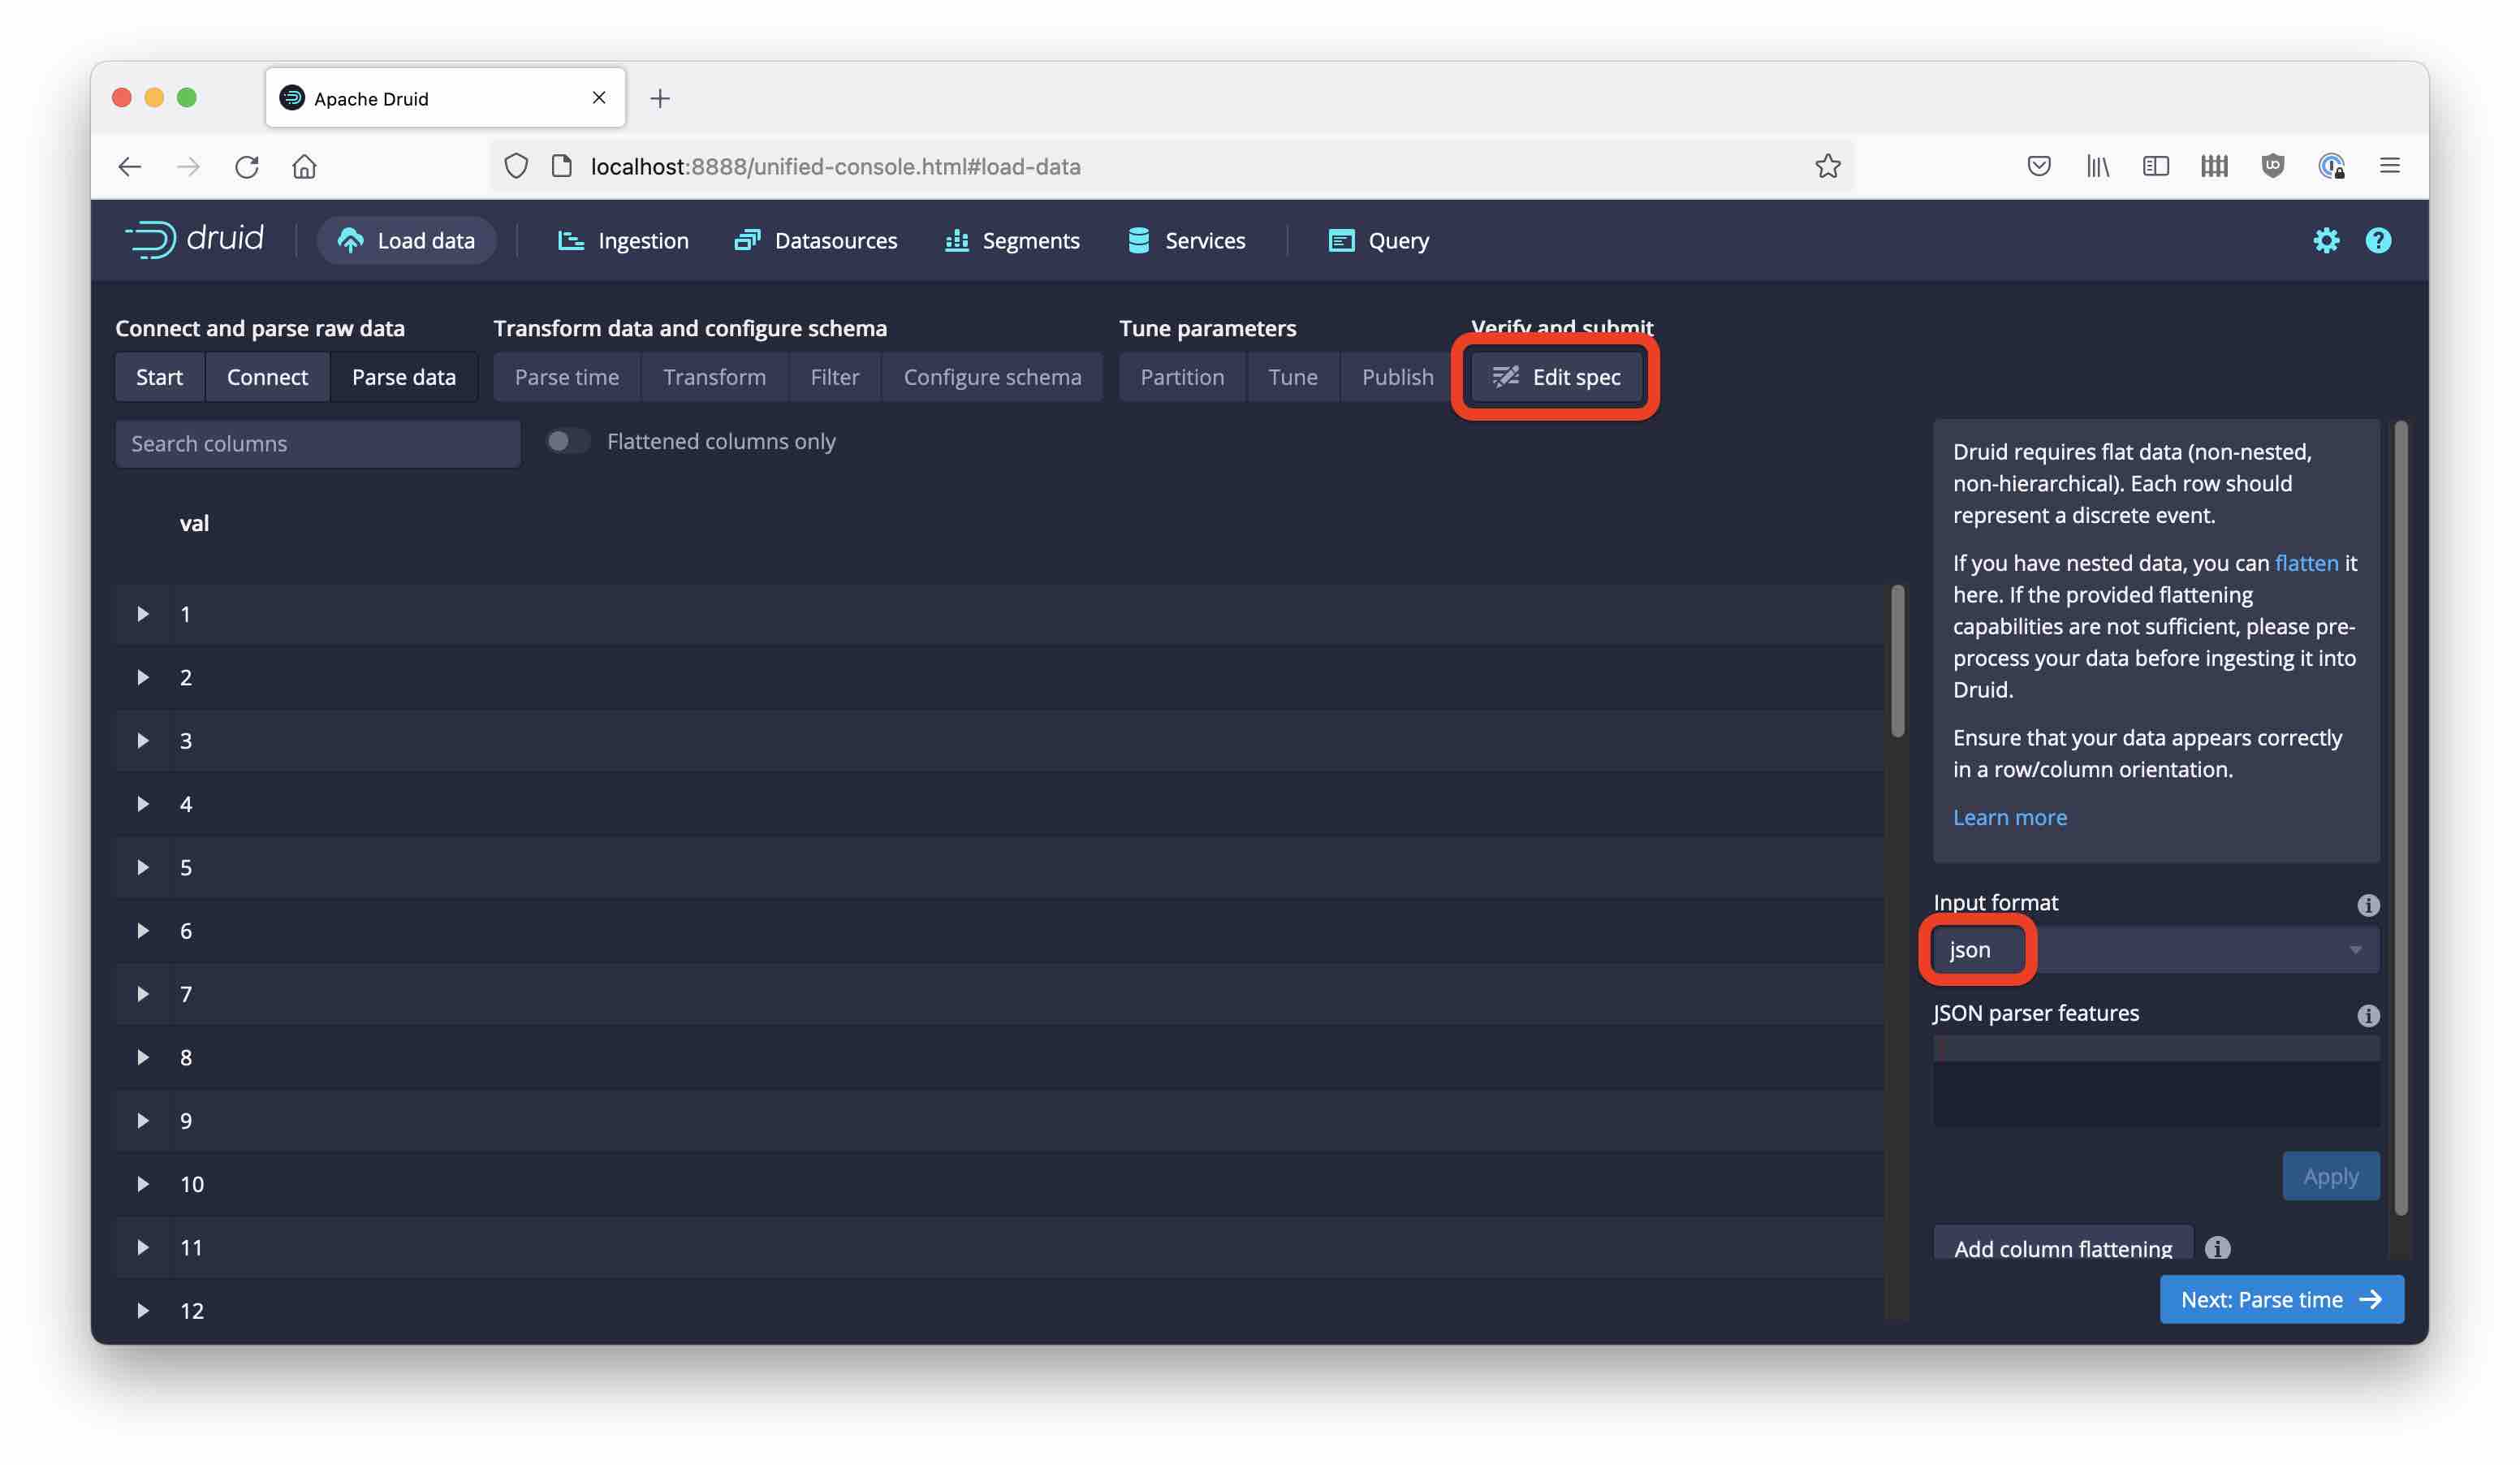 Apache Druid
localhost:8888/unified-console.html#load-data
druid
Load data
Ingestion
Datasources
Segments
Services
Query
Connect and parse raw data
Transform data and configure schema
Tune parameters
Verify and submit
Start
Connect
Parse data
Parse time
Transform
Filter
Configure schema
Partition
Tune
Publish
Edit spec
Search columns
Flattened columns only
val
1
2
3
4
5
6
7
8
9
10
11
12
Druid requires flat data (non-nested,
non-hierarchical). Each row should
represent a discrete event.
If you have nested data, you can flatten it
here. If the provided flattening
capabilities are not sufficient, please pre-
process your data before ingesting it into
Druid.
Ensure that your data appears correctly
in a row/column orientation.
Learn more
Input format
json
JSON parser features
Apply
Add column flattening
Next: Parse time